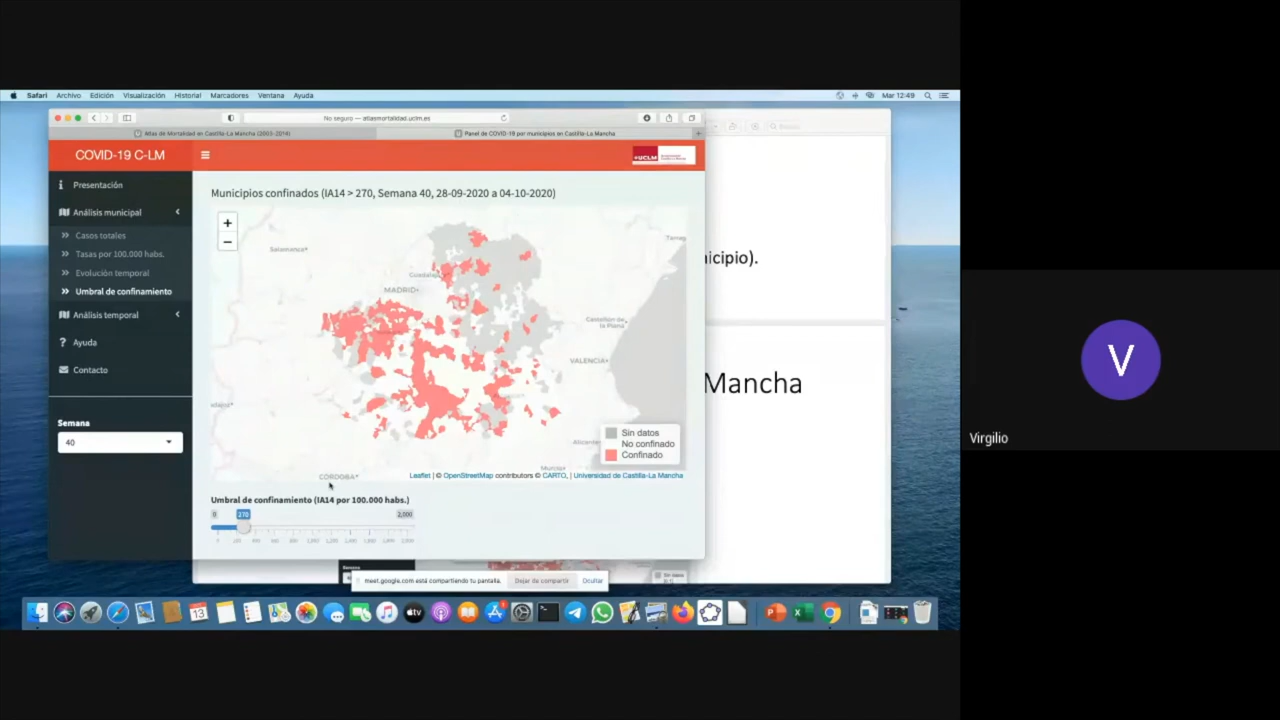 Safari Archivo Edición Visualización Historial Marcadores Ventana Ayuda
Mar 12:49
No seguro — atlasmortalidad.uclm.es
Atlas de Mortalidad en Castilla-La Mancha (2003-2014)
Panel de COVID-19 por municipios en Castilla-La Mancha
COVID-19 C-LM
UCLM
Presentación
Análisis municipal
Casos totales
Tasas por 100.000 habs.
Evolución temporal
Umbral de confinamiento
Análisis temporal
Ayuda
Contacto
Semana
40
Municipios confinados (IA14 > 270, Semana 40, 28-09-2020 a 04-10-2020)
+
−
Salamanca
Guadalaj
MADRID
Tarrag
Castellón de
la Plana
VALENCIA
Alicante
Murcia
CÓRDOBA
Sin datos
No confinado
Confinado
Leaflet | © OpenStreetMap contributors © CARTO, | Universidad de Castilla-La Mancha
Umbral de confinamiento (IA14 por 100.000 habs.)
0 270 2,000
nicipio).
Mancha
meet.google.com está compartiendo tu pantalla. Dejar de compartir Ocultar
13
tv
V
Virgilio